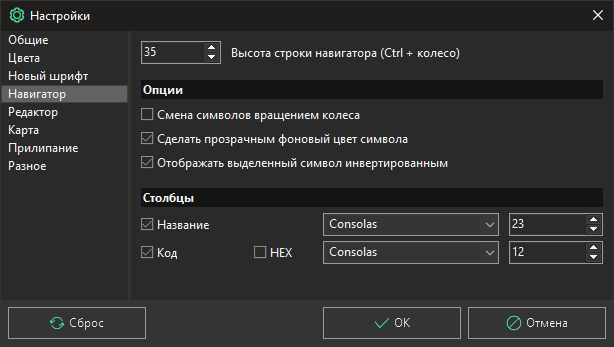 Настройки
Общие
Цвета
Новый шрифт
Навигатор
Редактор
Карта
Прилипание
Разное
35 Высота строки навигатора (Ctrl + колесо)
Опции
Смена символов вращением колеса
Сделать прозрачным фоновый цвет символа
Отображать выделенный символ инвертированным
Столбцы
Название Consolas 23
Код HEX Consolas 12
Сброс OK Отмена